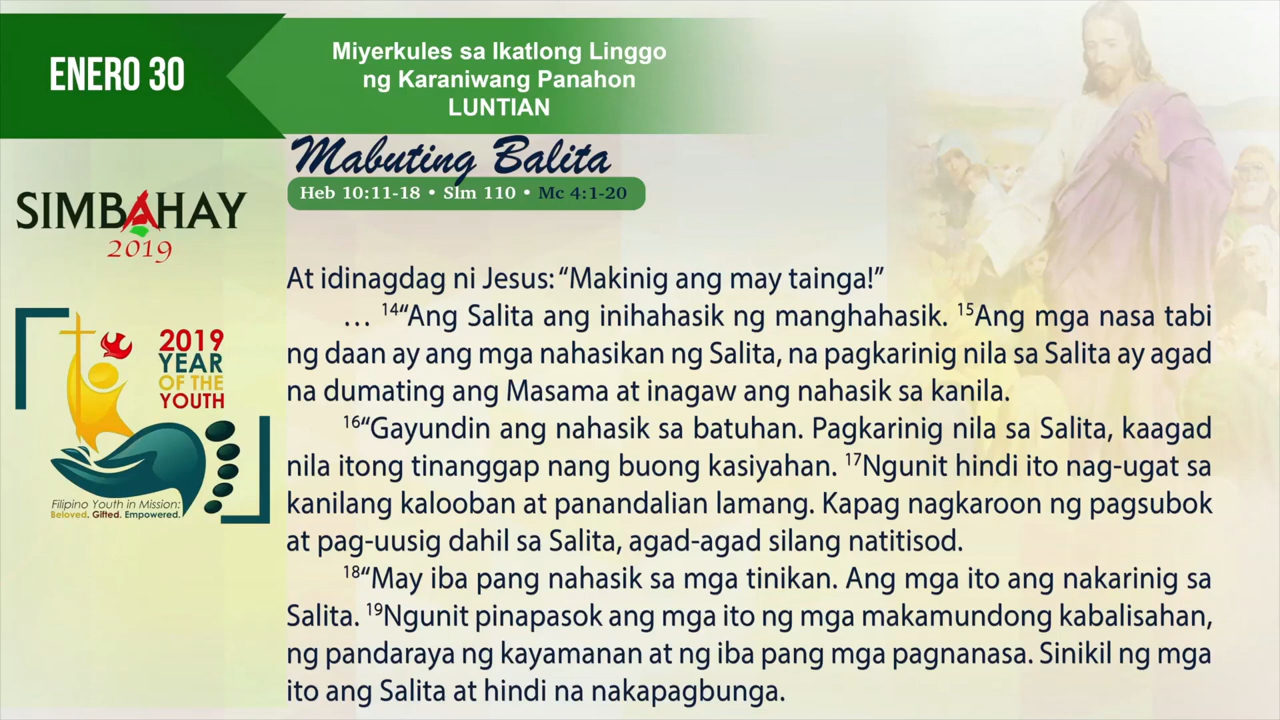 ENERO 30
Miyerkules sa Ikatlong Linggo
ng Karaniwang Panahon
LUNTIAN
Mabuting Balita
Heb 10:11-18 • Slm 110 • Mc 4:1-20
SIMBAHAY
2019
2019
YEAR
OF THE
YOUTH
Filipino Youth in Mission:
Beloved. Gifted. Empowered.
At idinagdag ni Jesus: “Makinig ang may tainga!”
… 14“Ang Salita ang inihahasik ng manghahasik. 15Ang mga nasa tabi
ng daan ay ang mga nahasikan ng Salita, na pagkarinig nila sa Salita ay agad
na dumating ang Masama at inagaw ang nahasik sa kanila.
16“Gayundin ang nahasik sa batuhan. Pagkarinig nila sa Salita, kaagad
nila itong tinanggap nang buong kasiyahan. 17Ngunit hindi ito nag-ugat sa
kanilang kalooban at panandalian lamang. Kapag nagkaroon ng pagsubok
at pag-uusig dahil sa Salita, agad-agad silang natitisod.
18“May iba pang nahasik sa mga tinikan. Ang mga ito ang nakarinig sa
Salita. 19Ngunit pinapasok ang mga ito ng mga makamundong kabalisahan,
ng pandaraya ng kayamanan at ng iba pang mga pagnanasa. Sinikil ng mga
ito ang Salita at hindi na nakapagbunga.